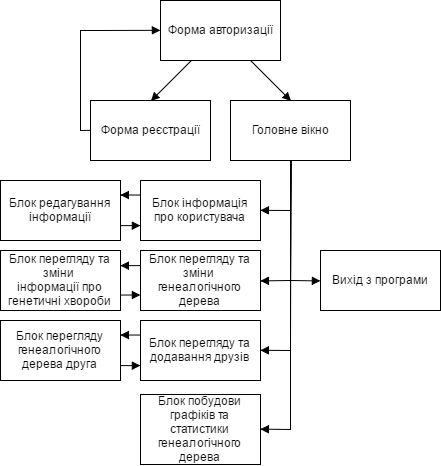 Форма авторизації
Форма реєстрації
Головне вікно
Блок редагування
інформації
Блок інформація
про користувача
Блок перегляду та
зміни
інформації про
генетичні хвороби
Блок перегляду та
зміни
генеалогічного
дерева
Вихід з програми
Блок перегляду
генеалогічного
дерева друга
Блок перегляду та
додавання друзів
Блок побудови
графіків та
статистики
генеалогічного
дерева